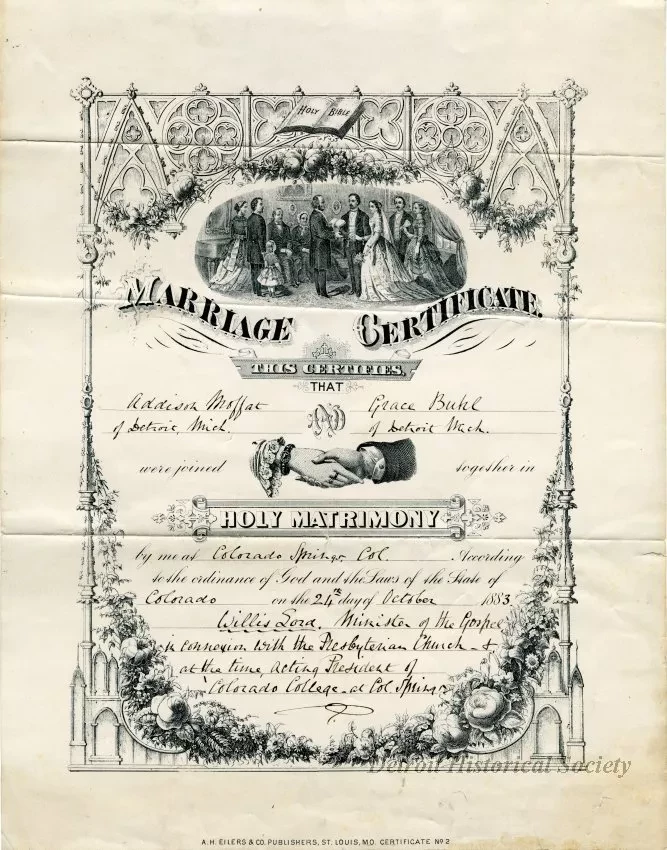 HOLY BIBLE
MARRIAGE CERTIFICATE.
THIS CERTIFIES,
THAT
Addison Moffat AND Grace Buhl
of Detroit, Mich of Detroit Mich.
were joined together in
HOLY MATRIMONY
by me at Colorado Springs Col. According
to the ordinance of God and the Laws of the State of
Colorado on the 24th day of October 1883
Willis Lord, Minister of the Gospel
in connexion with the Presbyterian Church &
at the time, acting President of
Colorado College at Col Springs
Detroit Historical Society
A.H. EILERS & CO. PUBLISHERS, ST. LOUIS, MO. CERTIFICATE No 2